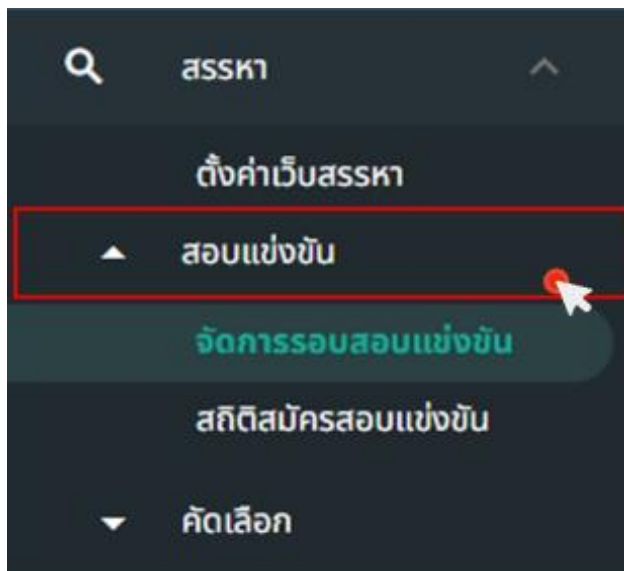 สรรหา
ตั้งค่าเว็บสรรหา
สอบแข่งขัน
จัดการรอบสอบแข่งขัน
สถิติสมัครสอบแข่งขัน
คัดเลือก